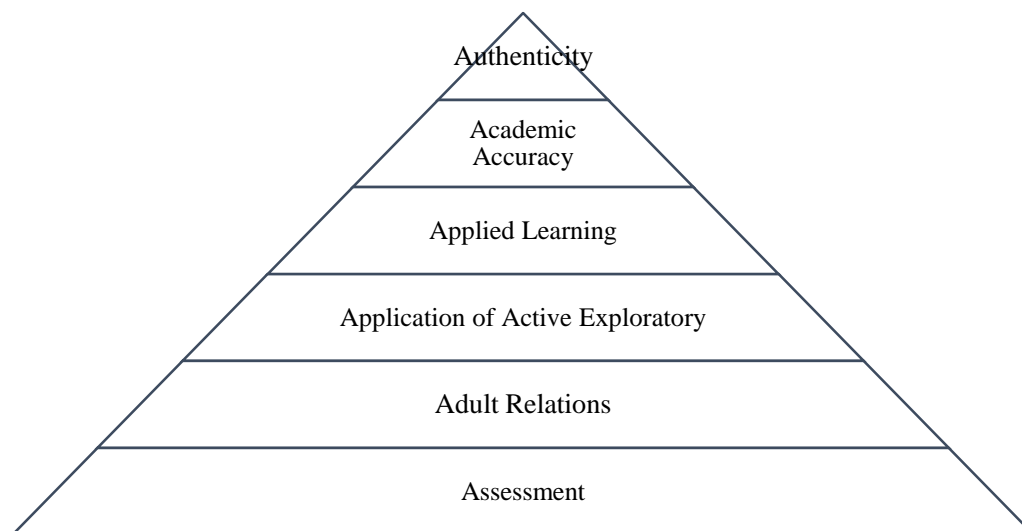 Authenticity
Academic
Accuracy
Applied Learning
Application of Active Exploratory
Adult Relations
Assessment